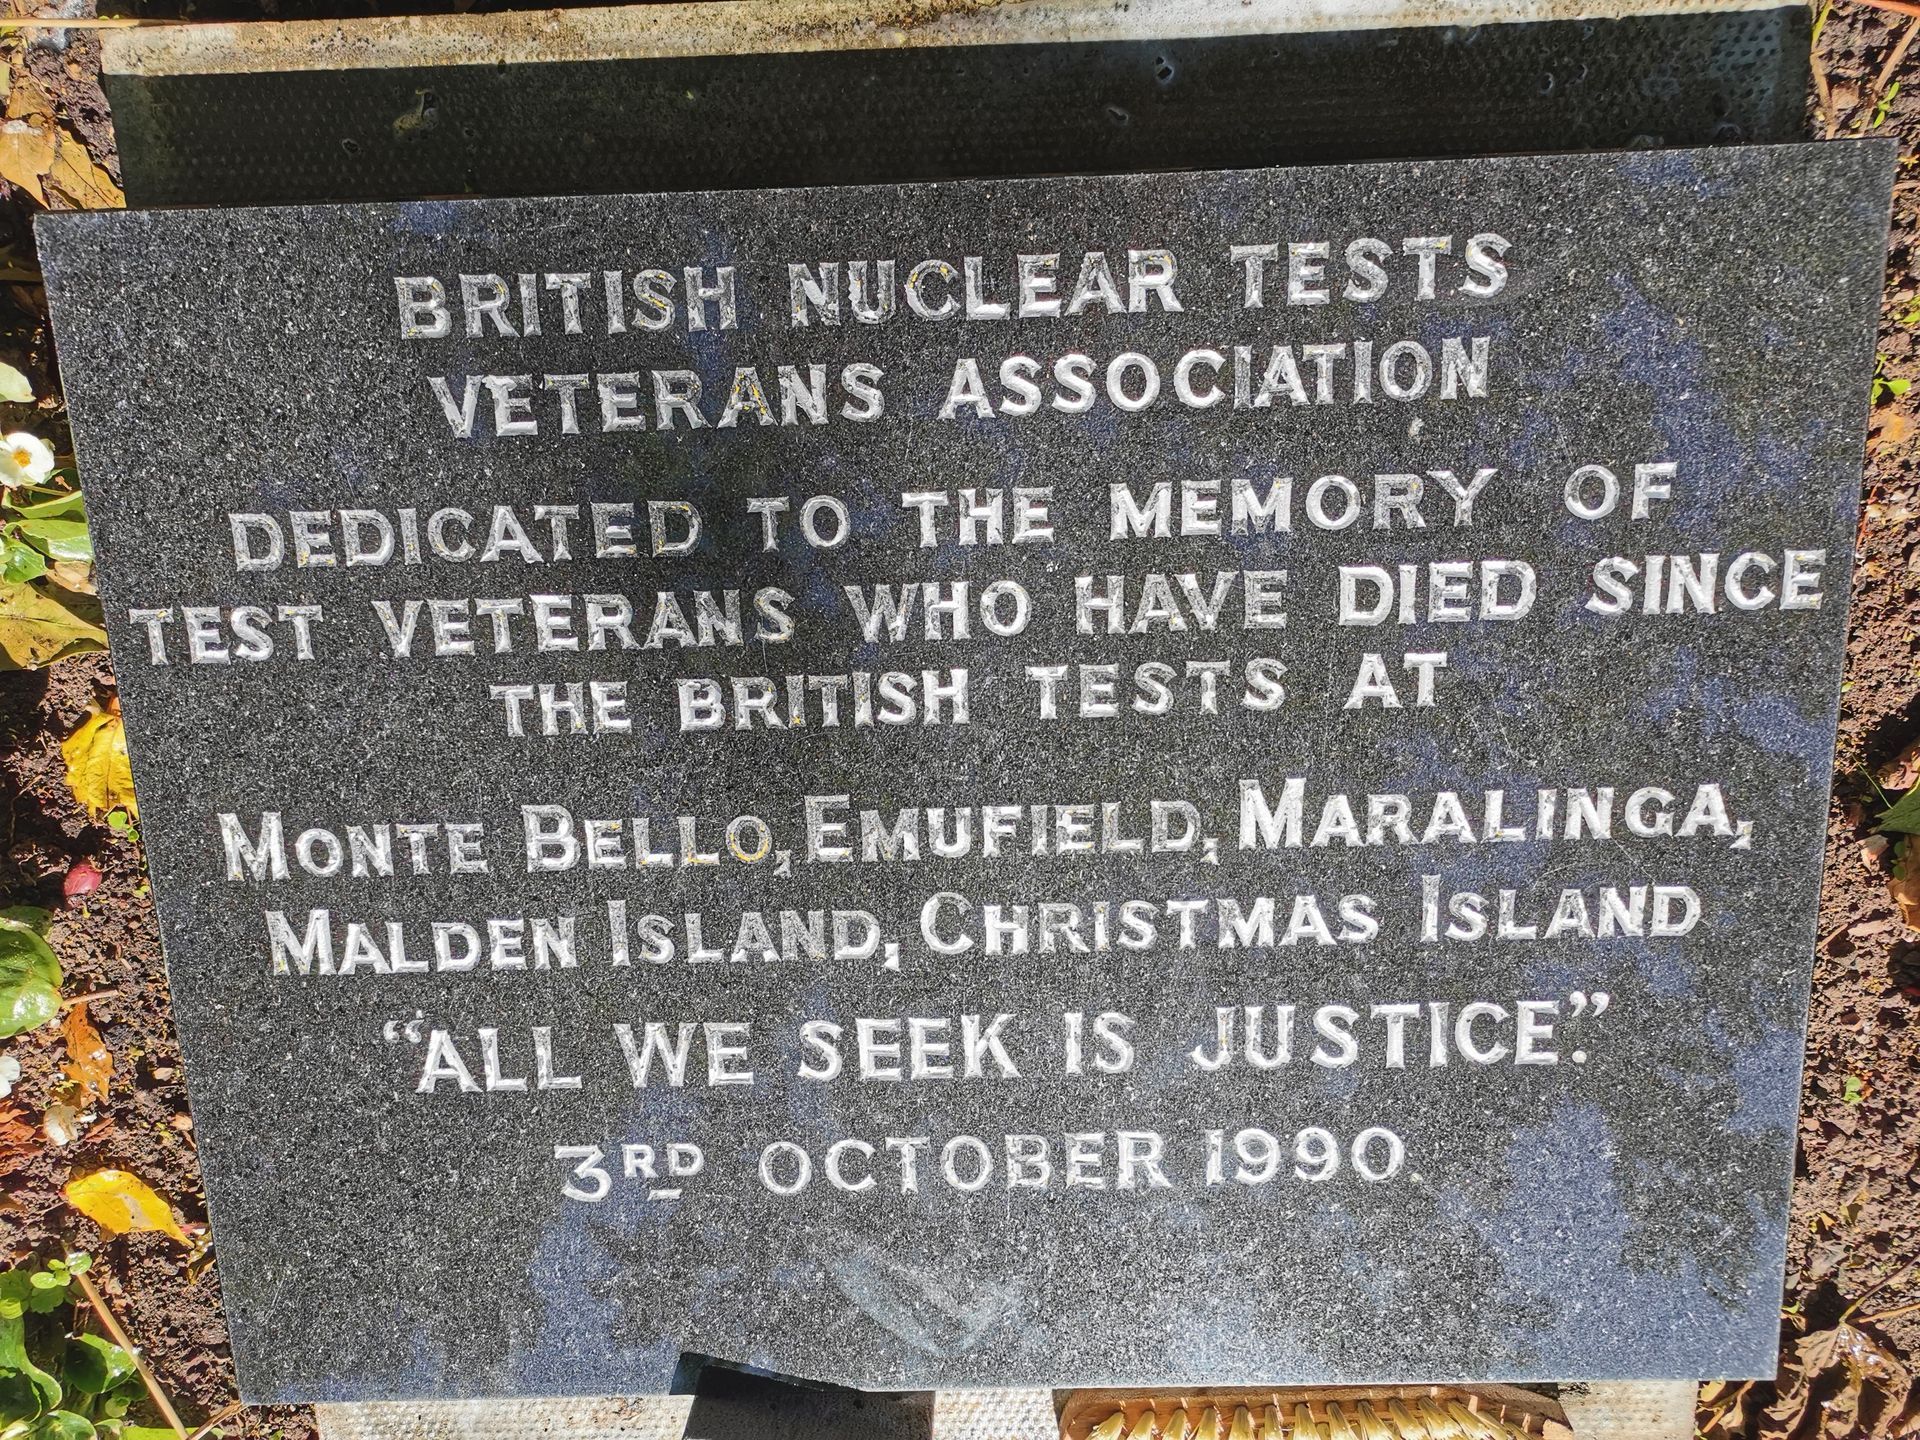 BRITISH NUCLEAR TESTS
VETERANS ASSOCIATION
DEDICATED TO THE MEMORY OF
TEST VETERANS WHO HAVE DIED SINCE
THE BRITISH TESTS AT
MONTE BELLO, EMUFIELD, MARALINGA,
MALDEN ISLAND, CHRISTMAS ISLAND
“ALL WE SEEK IS JUSTICE.”
3RD OCTOBER 1990.